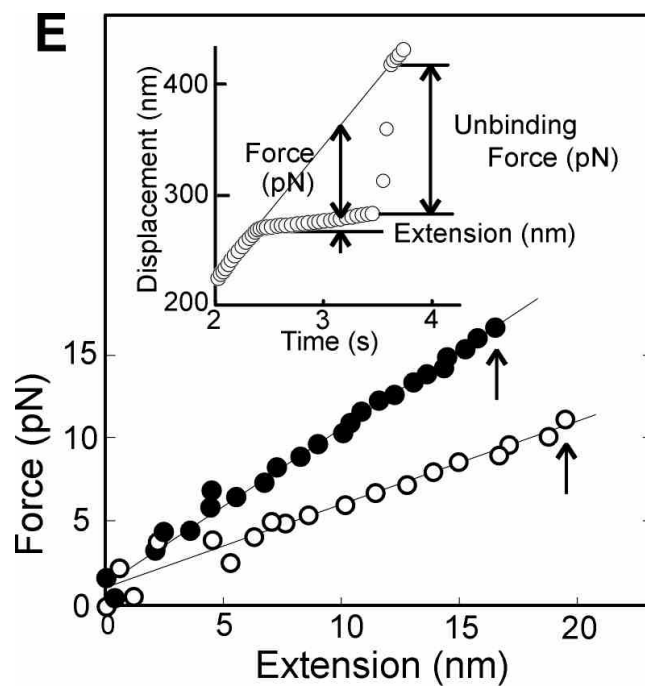 E
Displacement (nm)
400
300
200
2
3
4
Time (s)
Force
(pN)
Unbinding
Force (pN)
Extension (nm)
Force (pN)
15
10
5
0
0
5
10
15
20
Extension (nm)